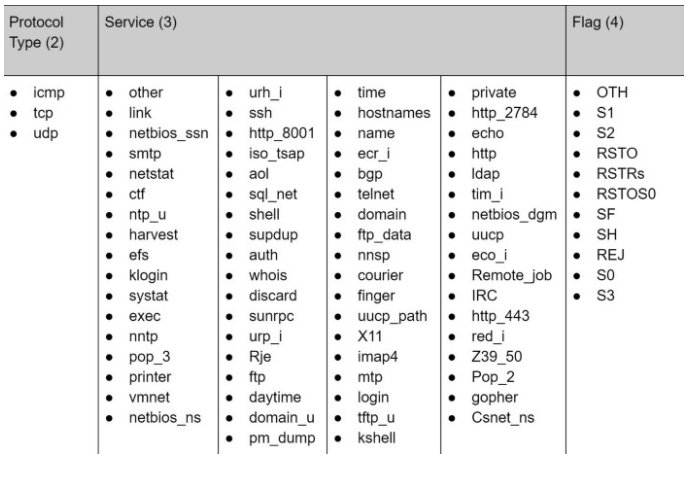 Protocol Type (2)
Service (3)
Flag (4)
• icmp
• tcp
• udp
• other
• link
• netbios_ssn
• smtp
• netstat
• ctf
• ntp_u
• harvest
• efs
• klogin
• systat
• exec
• nntp
• pop_3
• printer
• vmnet
• netbios_ns
• urh_i
• ssh
• http_8001
• iso_tsap
• aol
• sql_net
• shell
• supdup
• auth
• whois
• discard
• sunrpc
• urp_i
• Rje
• ftp
• daytime
• domain_u
• pm_dump
• time
• hostnames
• name
• ecr_i
• bgp
• telnet
• domain
• ftp_data
• nnsp
• courier
• finger
• uucp_path
• X11
• imap4
• mtp
• login
• tftp_u
• kshell
• private
• http_2784
• echo
• http
• ldap
• tim_i
• netbios_dgm
• uucp
• eco_i
• Remote_job
• IRC
• http_443
• red_i
• Z39_50
• Pop_2
• gopher
• Csnet_ns
• OTH
• S1
• S2
• RSTO
• RSTRs
• RSTOS0
• SF
• SH
• REJ
• S0
• S3